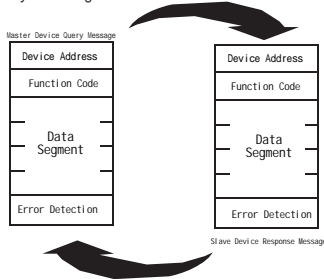 Master Device Query Message
Device Address
Function Code
Data
Segment
Error Detection
Device Address
Function Code
Data
Segment
Error Detection
Slave Device Response Message